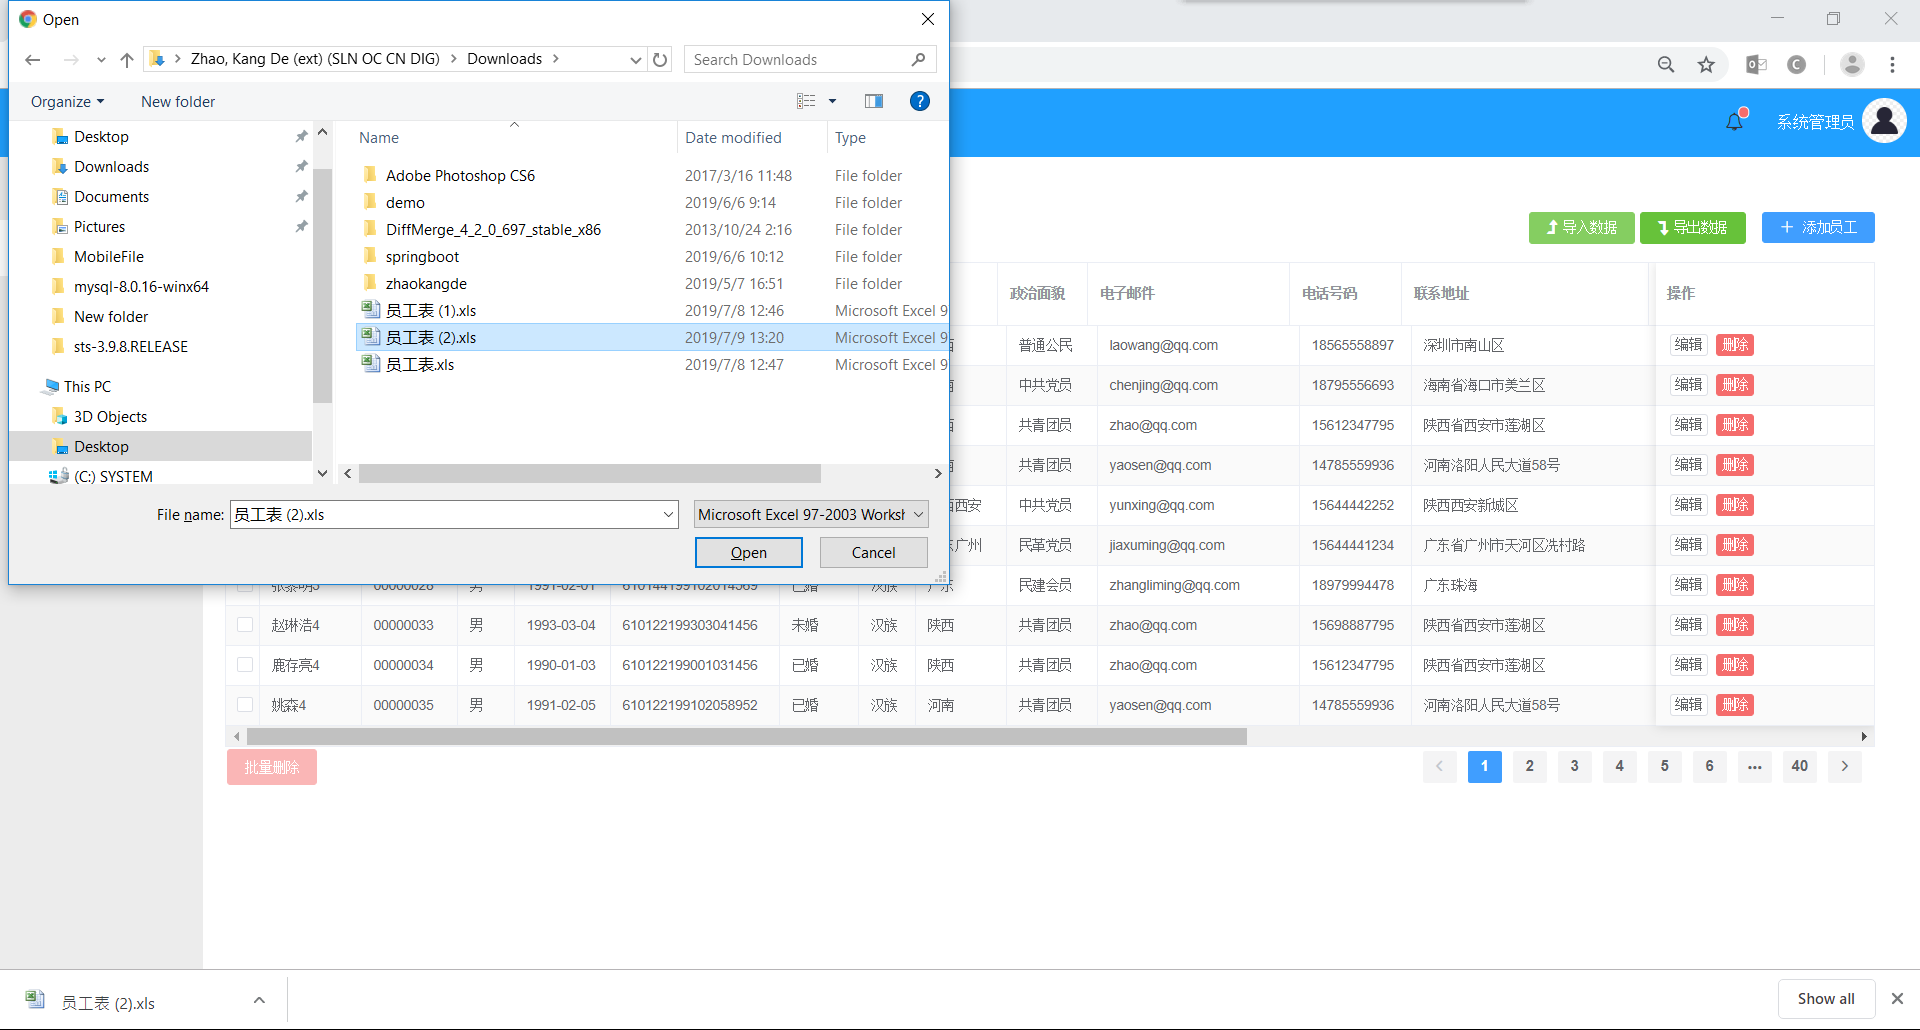 Open
Zhao, Kang De (ext) (SLN OC CN DIG) Downloads
Search Downloads
Organize
New folder
?
Desktop
Downloads
Documents
Pictures
MobileFile
mysql-8.0.16-winx64
New folder
sts-3.9.8.RELEASE
This PC
3D Objects
Desktop
(C:) SYSTEM
Name Date modified Type
Adobe Photoshop CS6 2017/3/16 11:48 File folder
demo 2019/6/6 9:14 File folder
DiffMerge_4_2_0_697_stable_x86 2013/10/24 2:16 File folder
springboot 2019/6/6 10:12 File folder
zhaokangde 2019/5/7 16:51 File folder
员工表 (1).xls 2019/7/8 12:46 Microsoft Excel 9
员工表 (2).xls 2019/7/9 13:20 Microsoft Excel 9
员工表.xls 2019/7/8 12:47 Microsoft Excel 9
File name: 员工表 (2).xls
Microsoft Excel 97-2003 Worksh
Open Cancel
系统管理员
导入数据 导出数据 添加员工
政治面貌 电子邮件 电话号码 联系地址 操作
普通公民 laowang@qq.com 18565558897 深圳市南山区 编辑 删除
中共党员 chenjing@qq.com 18795556693 海南省海口市美兰区 编辑 删除
共青团员 zhao@qq.com 15612347795 陕西省西安市莲湖区 编辑 删除
共青团员 yaosen@qq.com 14785559936 河南洛阳人民大道58号 编辑 删除
西安 中共党员 yunxing@qq.com 15644442252 陕西西安新城区 编辑 删除
广州 民革党员 jiaxuming@qq.com 15644441234 广东省广州市天河区冼村路 编辑 删除
民建会员 zhangliming@qq.com 18979994478 广东珠海 编辑 删除
赵琳浩4 00000033 男 1993-03-04 610122199303041456 未婚 汉族 陕西 共青团员 zhao@qq.com 15698887795 陕西省西安市莲湖区 编辑 删除
鹿存亮4 00000034 男 1990-01-03 610122199001031456 已婚 汉族 陕西 共青团员 zhao@qq.com 15612347795 陕西省西安市莲湖区 编辑 删除
姚森4 00000035 男 1991-02-05 610122199102058952 已婚 汉族 河南 共青团员 yaosen@qq.com 14785559936 河南洛阳人民大道58号 编辑 删除
批量删除
1 2 3 4 5 6 ••• 40
员工表 (2).xls
Show all